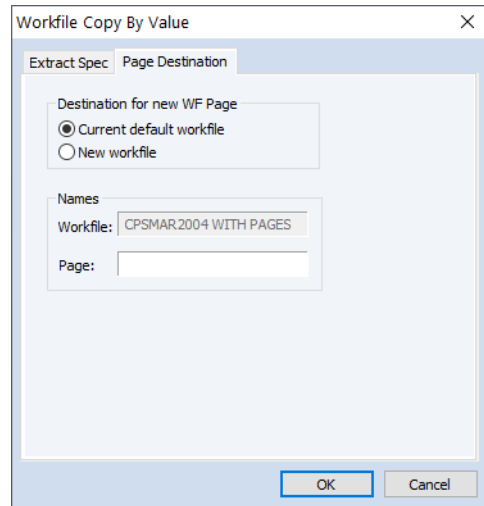 Workfile Copy By Value
Extract Spec Page Destination
Destination for new WF Page
Current default workfile
New workfile
Names
Workfile: CPSMAR2004 WITH PAGES
Page:
OK Cancel